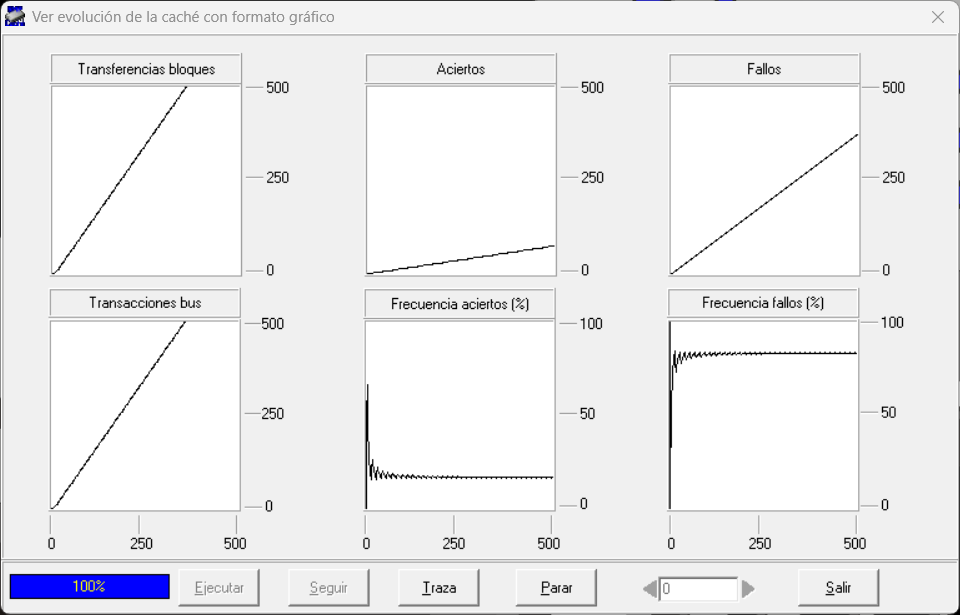 Ver evolución de la caché con formato gráfico
Transferencias bloques
500
250
0
Aciertos
500
250
0
Fallos
500
250
0
Transacciones bus
500
250
0
0 250 500
Frecuencia aciertos (%)
100
50
0
0 250 500
Frecuencia fallos (%)
100
50
0
0 250 500
100% Ejecutar Seguir Traza Parar 0 Salir